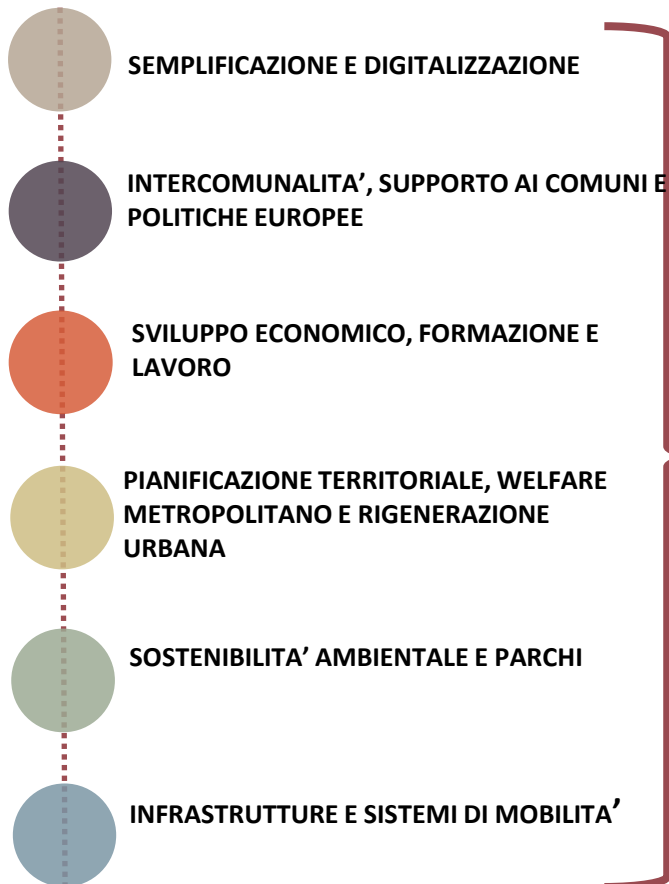 SEMPLIFICAZIONE E DIGITALIZZAZIONE
INTERCOMUNALITA’, SUPPORTO AI COMUNI E
POLITICHE EUROPEE
SVILUPPO ECONOMICO, FORMAZIONE E
LAVORO
PIANIFICAZIONE TERRITORIALE, WELFARE
METROPOLITANO E RIGENERAZIONE
URBANA
SOSTENIBILITA’ AMBIENTALE E PARCHI
INFRASTRUTTURE E SISTEMI DI MOBILITA’